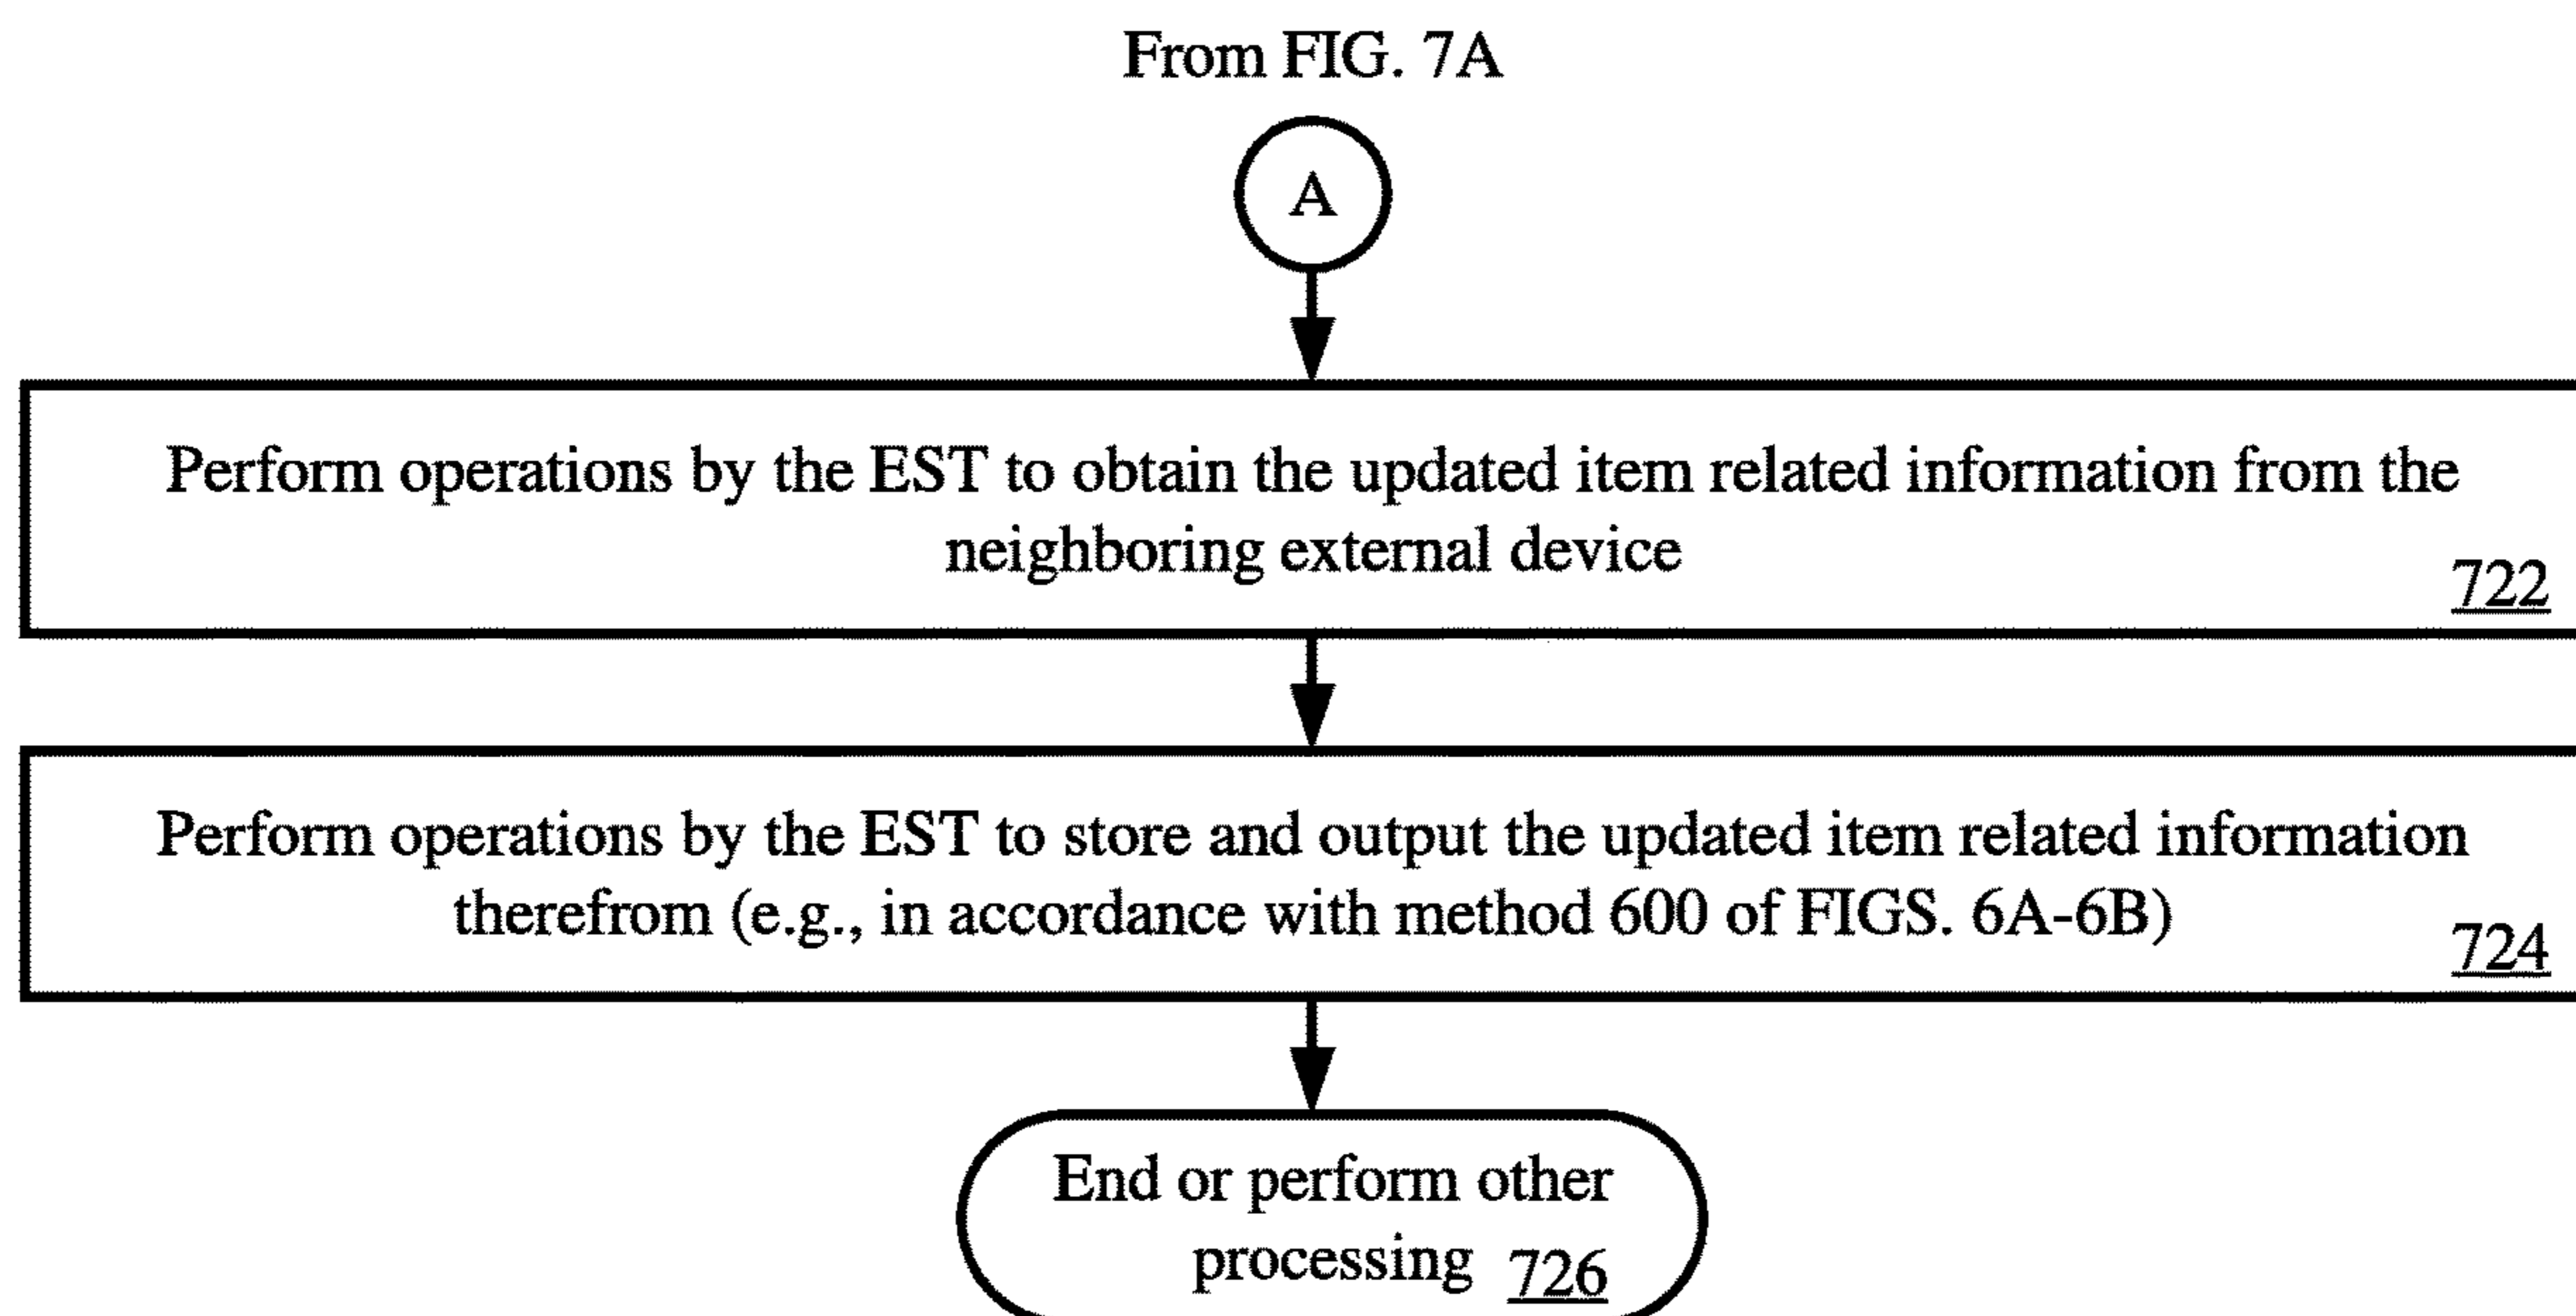 From FIG. 7A
A
Perform operations by the EST to obtain the updated item related information from the
neighboring external device
722
Perform operations by the EST to store and output the updated item related information
therefrom (e.g., in accordance with method 600 of FIGS. 6A-6B)
724
End or perform other
processing 726